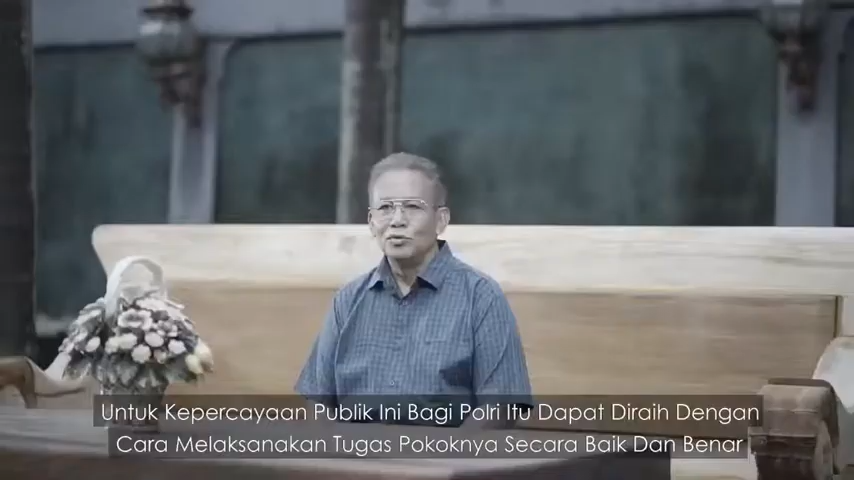 Untuk Kepercayaan Publik Ini Bagi Polri Itu Dapat Diraih Dengan
Cara Melaksanakan Tugas Pokoknya Secara Baik Dan Benar